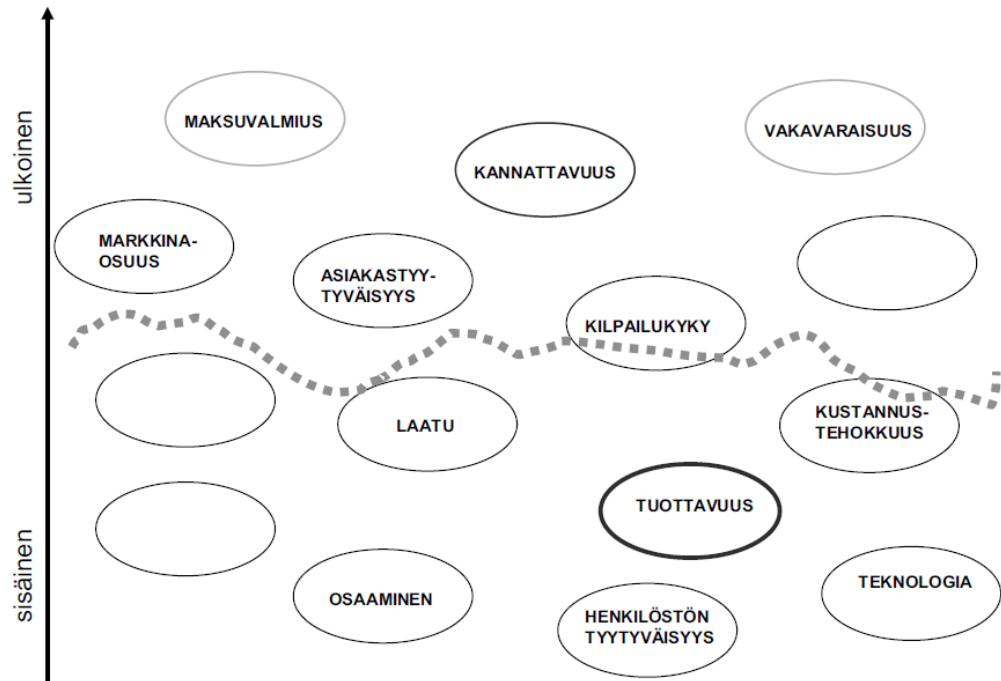 ulkoinen
MAKSUVALMIUS
VAKAVARAISUUS
KANNATTAVUUS
MARKKINA-
OSUUS
ASIAKASTYY-
TYVÄISYYS
KILPAILUKYKY
LAATU
KUSTANNUS-
TEHOKKUUS
TUOTTAVUUS
sisäinen
OSAAMINEN
HENKILÖSTÖN
TYYTYVÄISYYS
TEKNOLOGIA